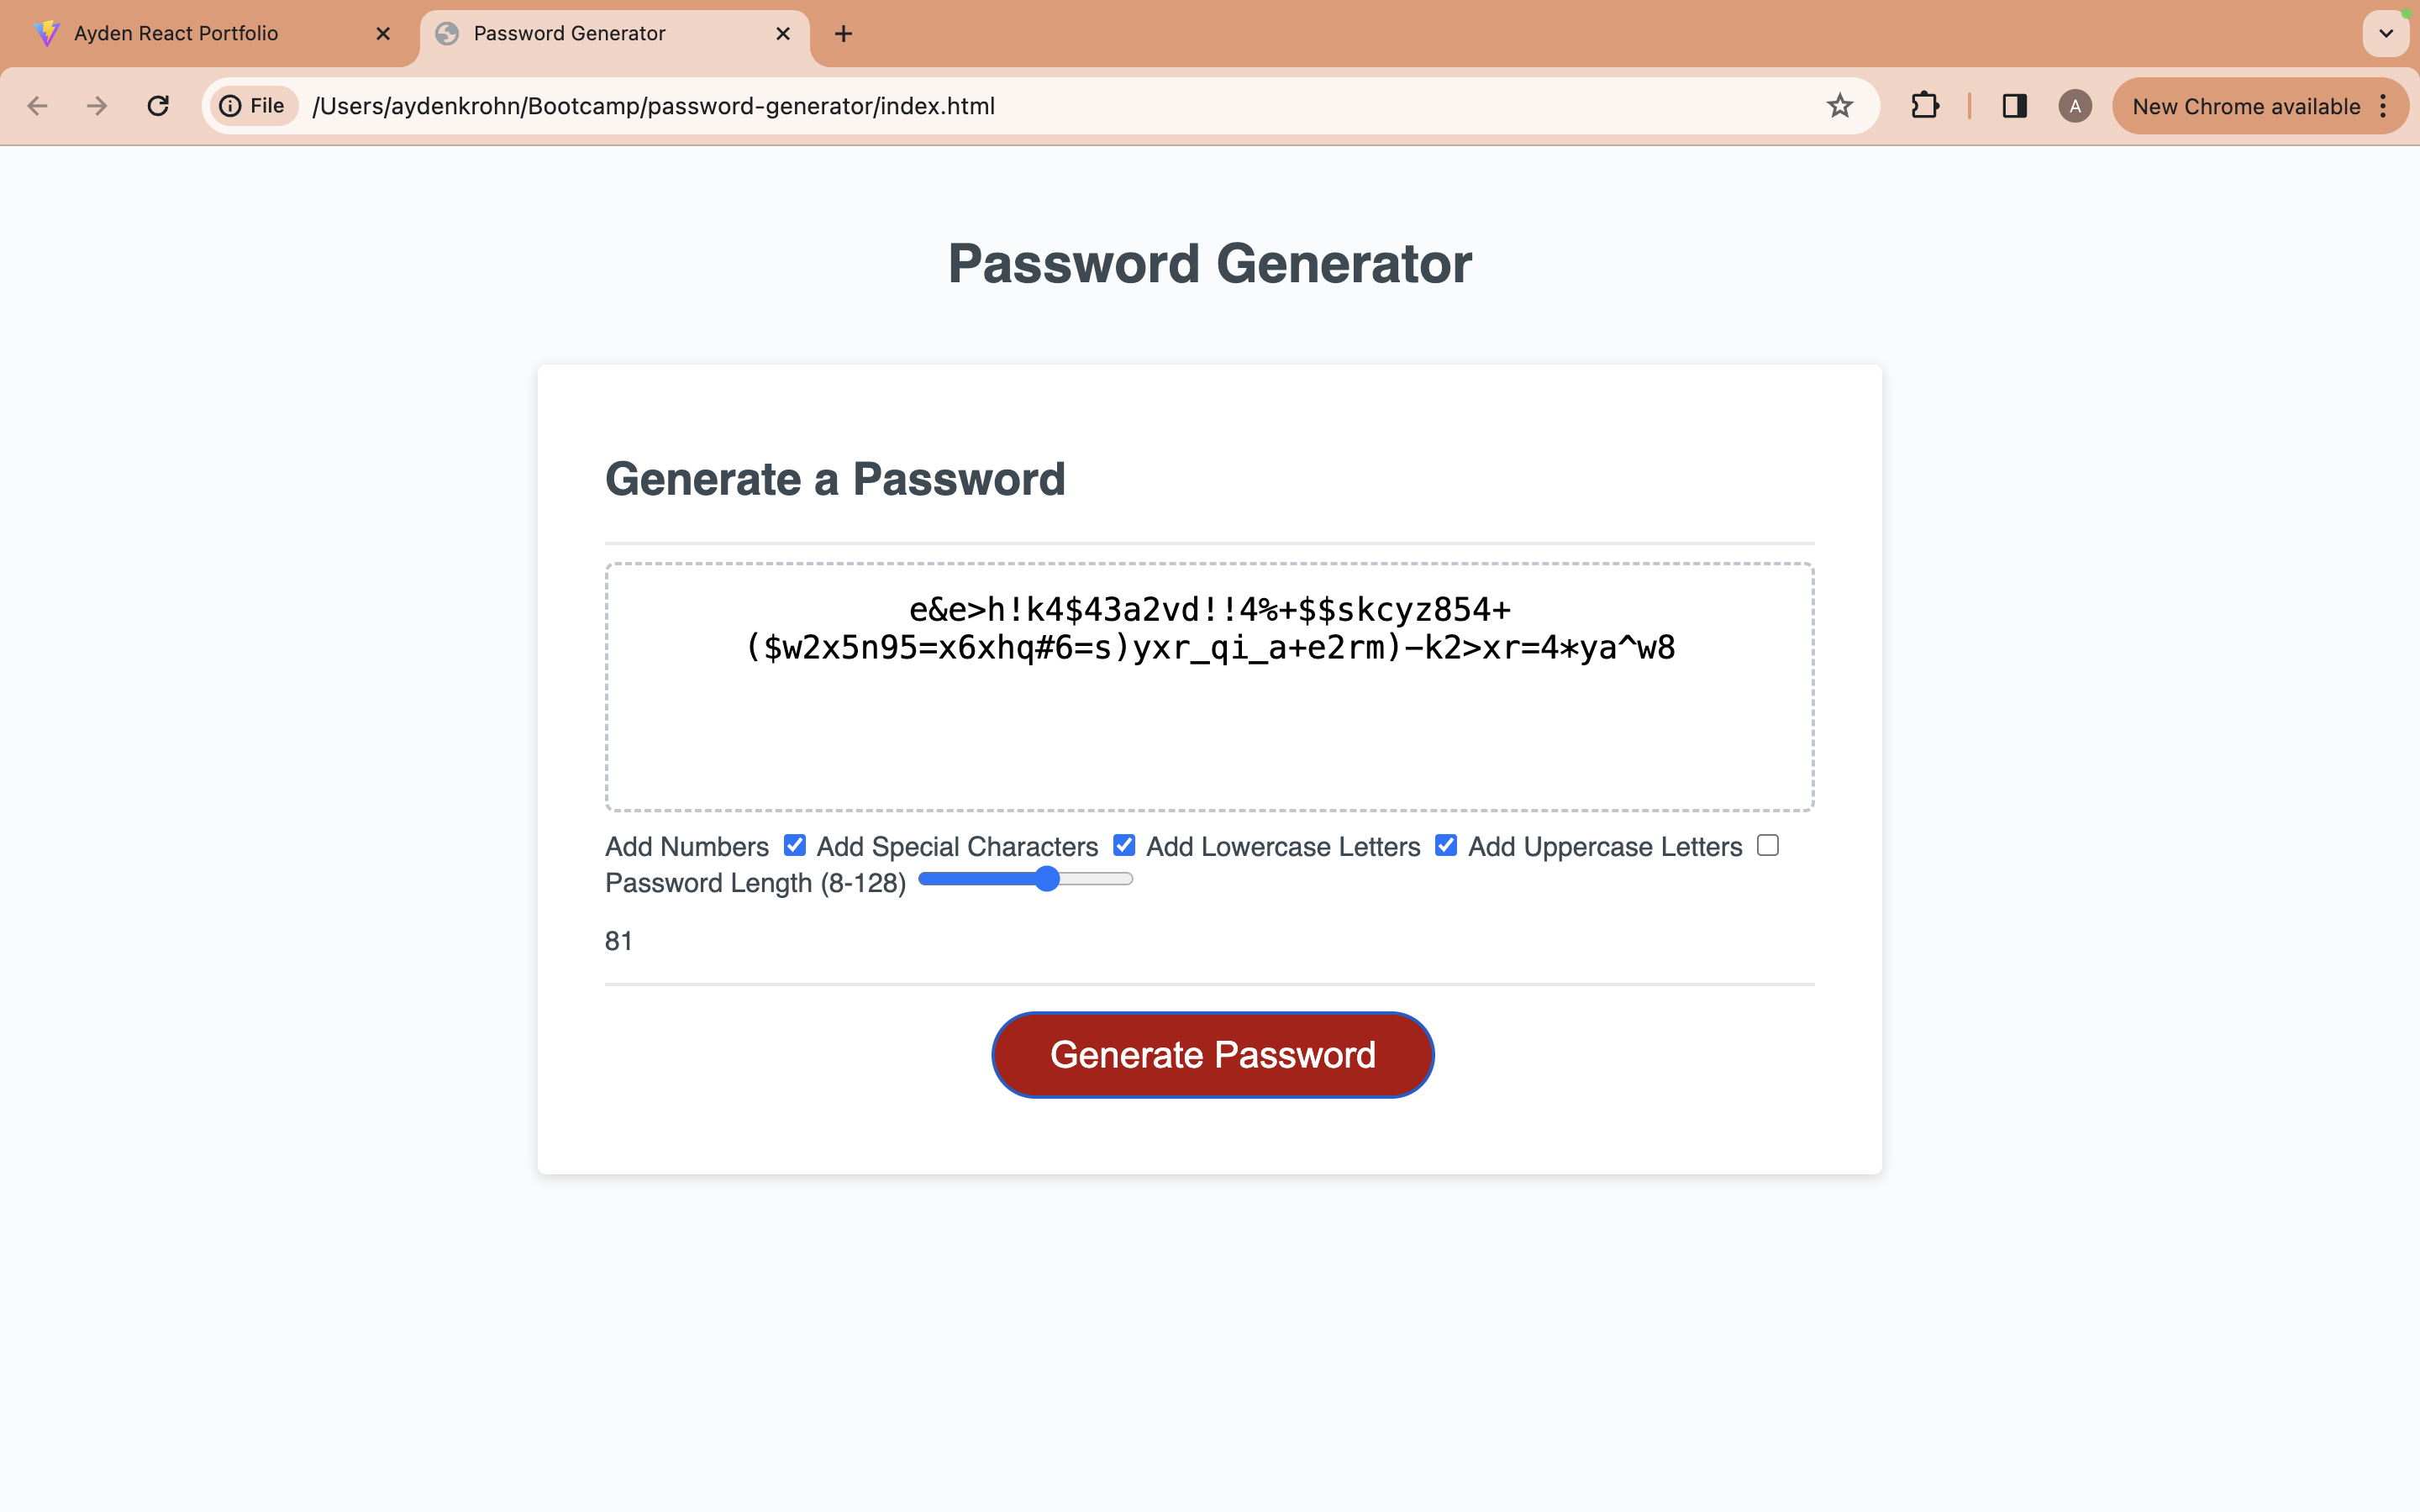 Ayden React Portfolio
Password Generator
File
/Users/aydenkrohn/Bootcamp/password-generator/index.html
A
New Chrome available
Password Generator
Generate a Password
e&e>h!k4$43a2vd!!4%+$$skcyz854+
($w2x5n95=x6xhq#6=s)yxr_qi_a+e2rm)-k2>xr=4*ya^w8
Add Numbers Add Special Characters Add Lowercase Letters Add Uppercase Letters
Password Length (8-128)
81
Generate Password